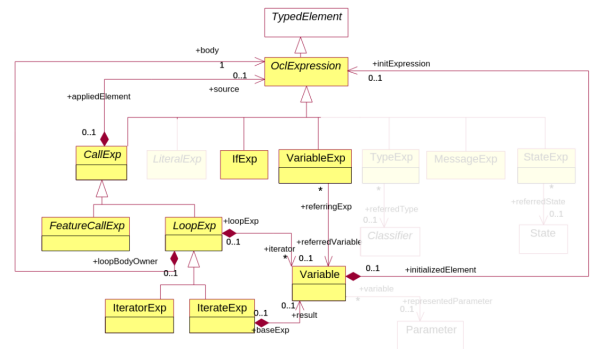 TypedElement
+body
1
OclExpression
+initExpression
0..1
0..1
+source
+appliedElement
0..1
CallExp
LiteralExp
IfExp
VariableExp
TypeExp
MessageExp
StateExp
*
*
*
+referredType
+referredState
+referringExp
0..1
0..1
FeatureCallExp
LoopExp
+loopExp
Classifier
State
0..1
+iterator
+referredVariable
*
0..1
+loopBodyOwner
0..1
Variable
0..1
+initializedElement
+variable
*
+representedParameter
0..1
IteratorExp
IterateExp
0..1
+result
0..1
+baseExp
Parameter